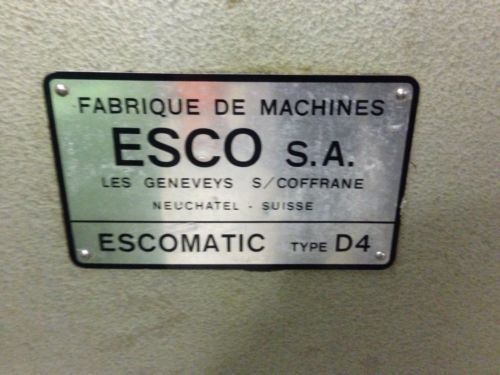 FABRIQUE DE MACHINES
ESCO S.A.
LES GENEVEYS S/COFFRANE
NEUCHATEL - SUISSE
ESCOMATIC TYPE D4